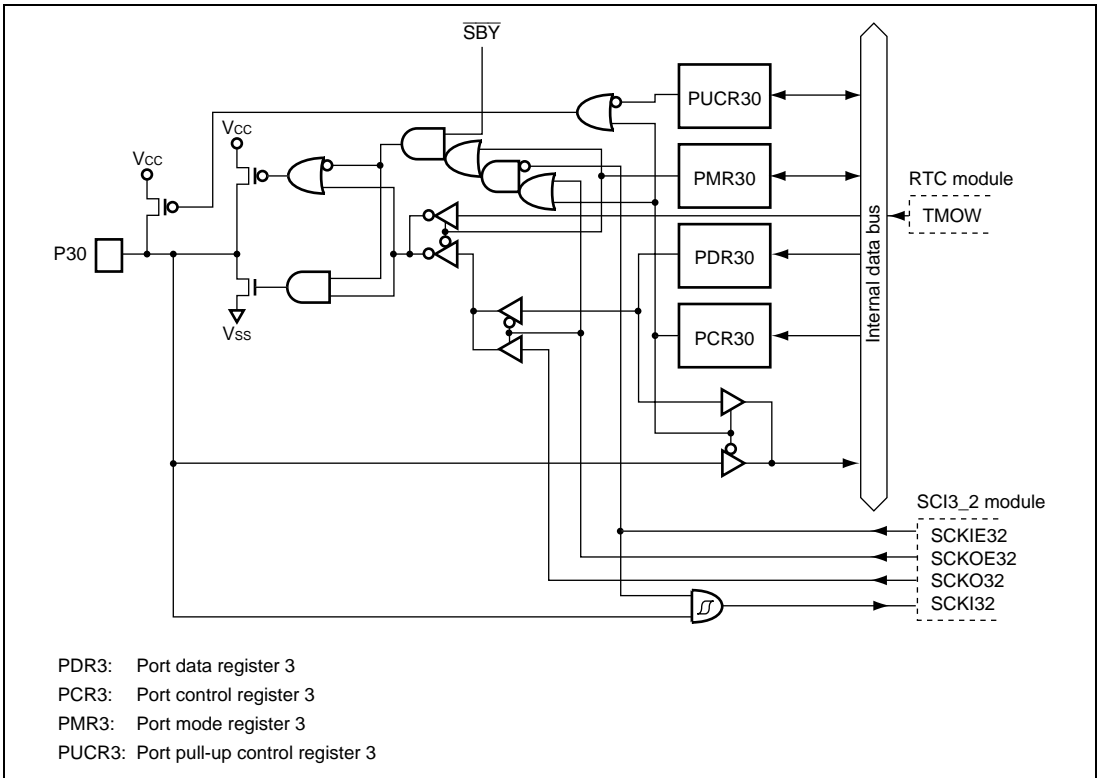 SBY
PUCR30
VCC
VCC
PMR30
RTC module
TMOW
P30
PDR30
Internal data bus
VSS
PCR30
SCI3_2 module
SCKIE32
SCKOE32
SCKO32
SCKI32
PDR3: Port data register 3
PCR3: Port control register 3
PMR3: Port mode register 3
PUCR3: Port pull-up control register 3